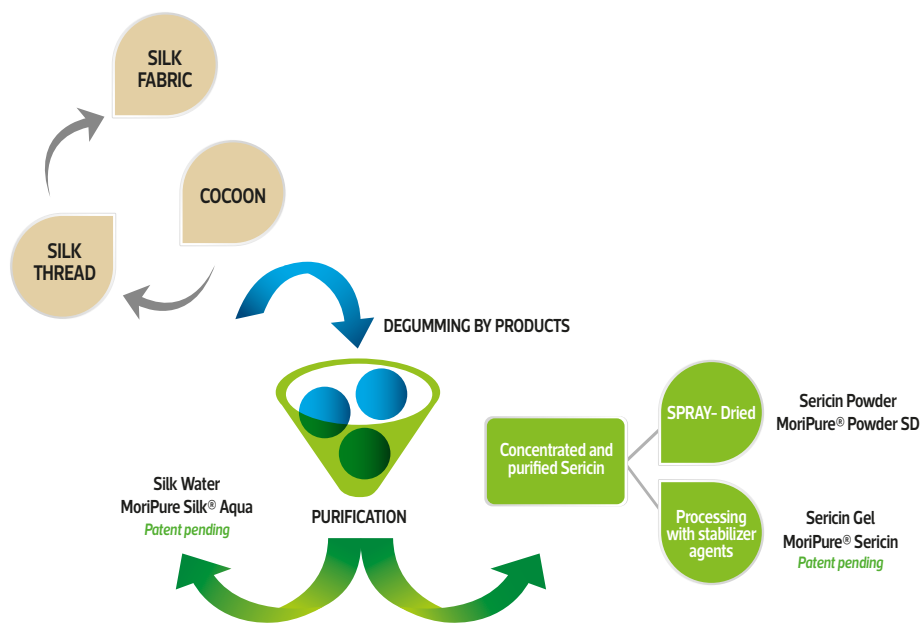 SILK
FABRIC
COCOON
SILK
THREAD
DEGUMMING BY PRODUCTS
PURIFICATION
Silk Water
MoriPure Silk® Aqua
Patent pending
Concentrated and
purified Sericin
SPRAY- Dried
Sericin Powder
MoriPure® Powder SD
Processing
with stabilizer
agents
Sericin Gel
MoriPure® Sericin
Patent pending